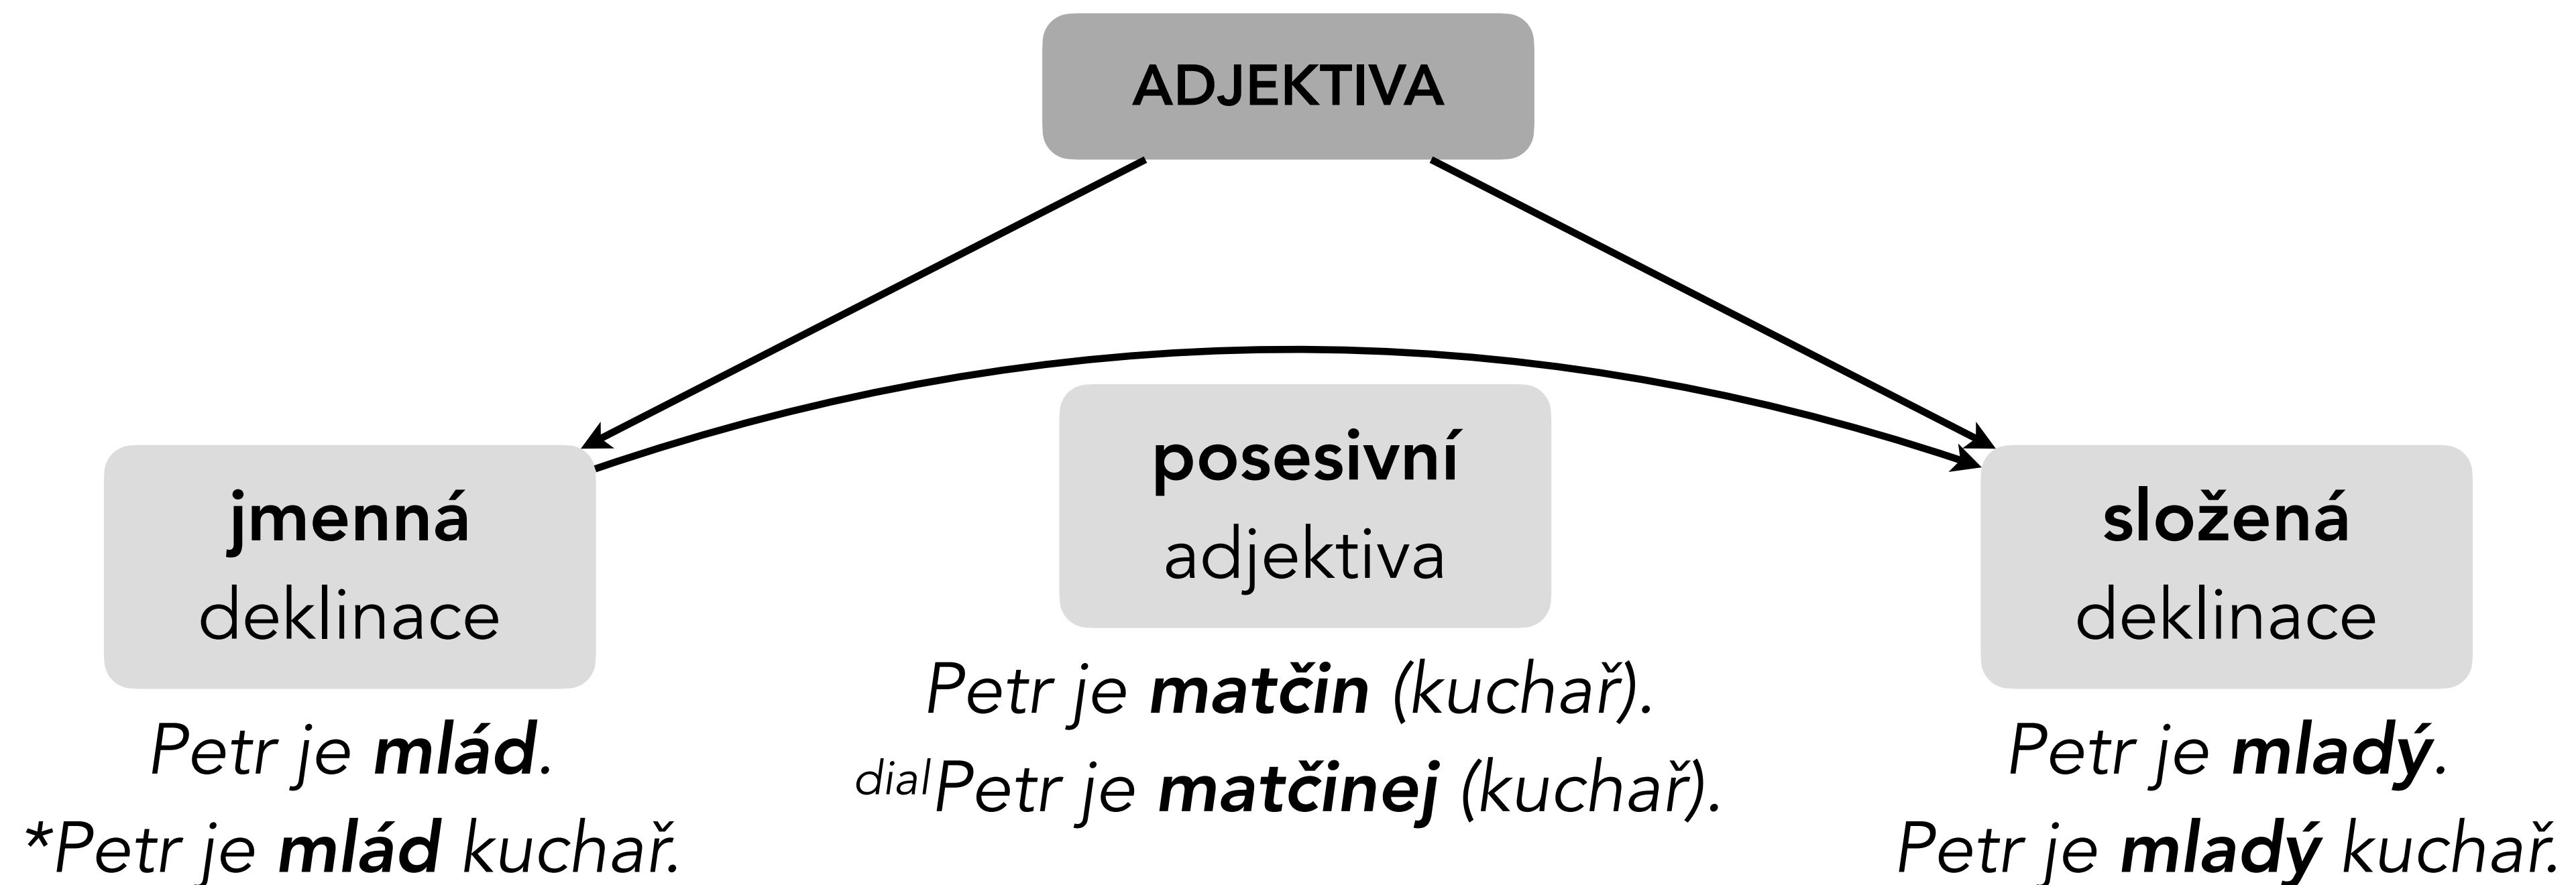 ADJEKTIVA
jmenná
deklinace
Petr je mlád.
*Petr je mlád kuchař.
posesivní
adjektiva
Petr je matčin (kuchař).
dialPetr je matčinej (kuchař).
složená
deklinace
Petr je mladý.
Petr je mladý kuchař.